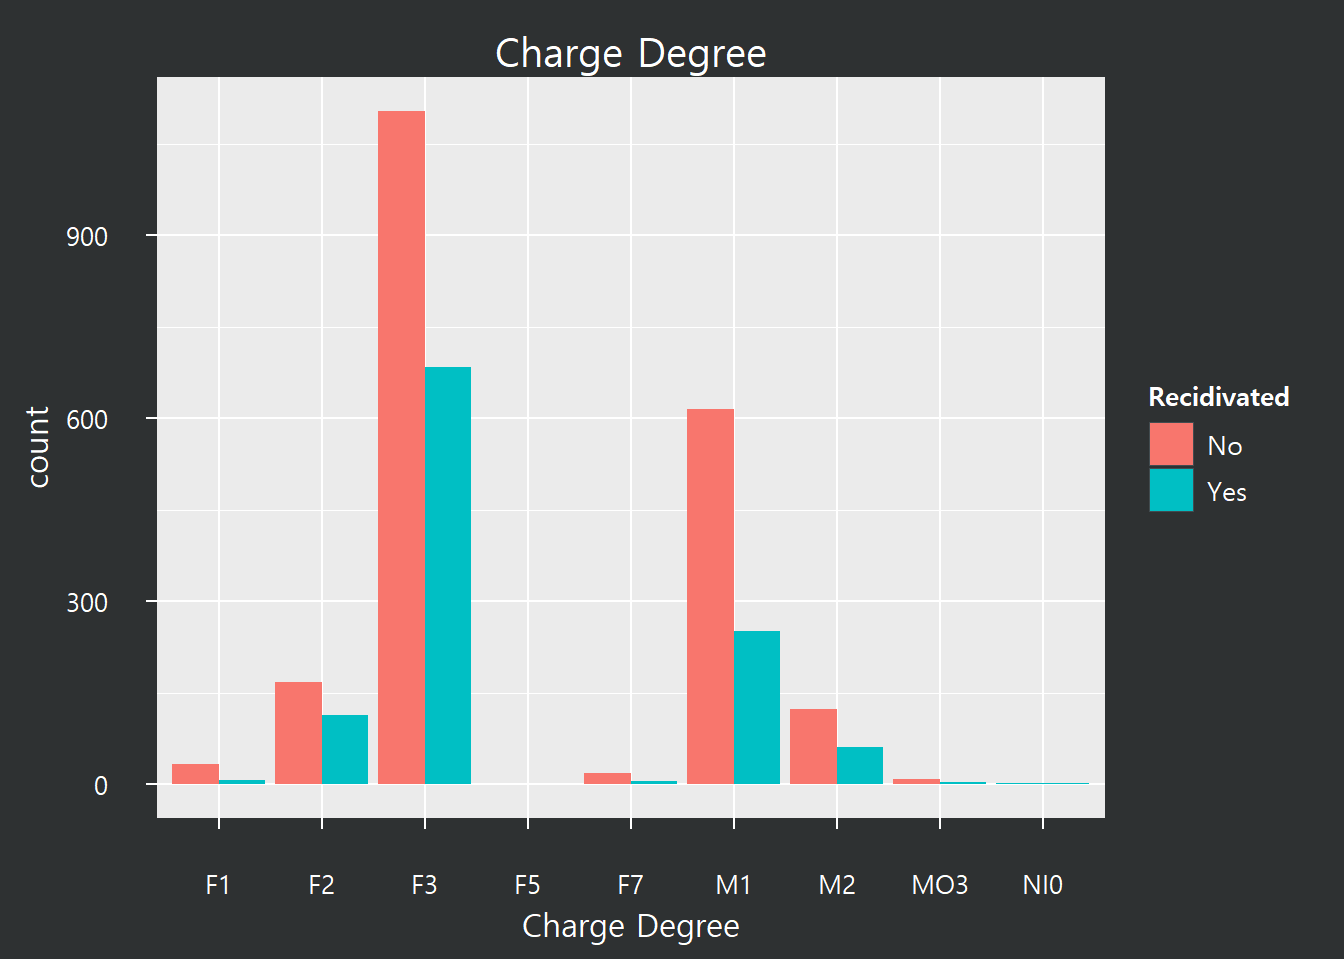 Charge Degree
900
600
300
0
count
F1 F2 F3 F5 F7 M1 M2 MO3 NI0
Charge Degree
Recidivated
No
Yes